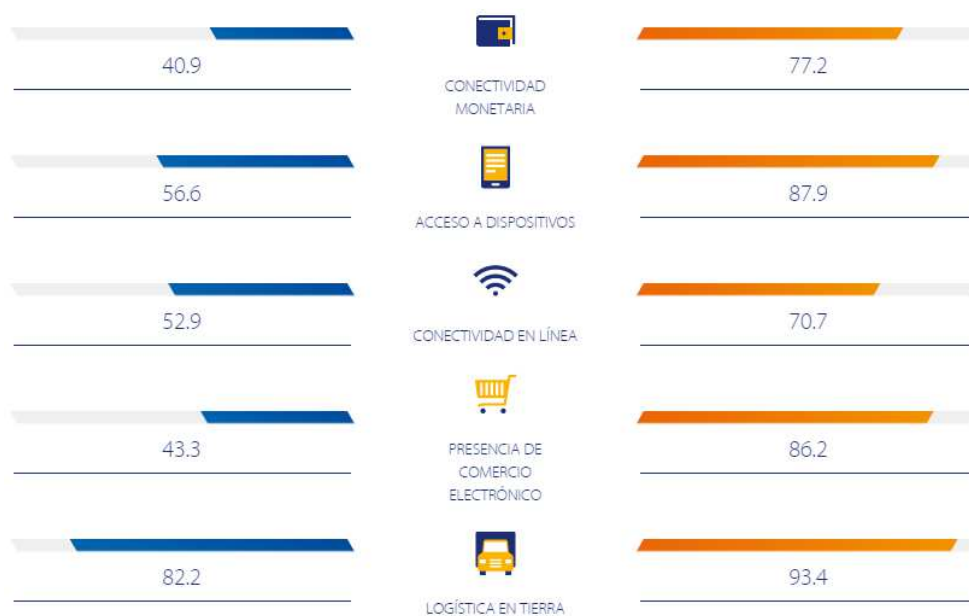 40.9
77.2
CONECTIVIDAD
MONETARIA
56.6
87.9
ACCESO A DISPOSITIVOS
52.9
70.7
CONECTIVIDAD EN LÍNEA
43.3
86.2
PRESENCIA DE
COMERCIO
ELECTRÓNICO
82.2
93.4
LOGÍSTICA EN TIERRA